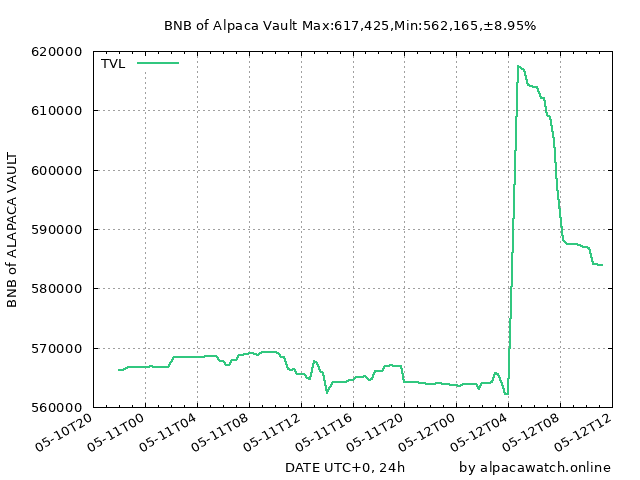 BNB of Alpaca Vault Max:617,425,Min:562,165,±8.95%
620000
TVL
610000
600000
590000
580000
570000
560000
BNB of ALAPACA VAULT
05-10T20
05-11T00
05-11T04
05-11T08
05-11T12
05-11T16
05-11T20
05-12T00
05-12T04
05-12T08
05-12T12
DATE UTC+0, 24h
by alpacawatch.online